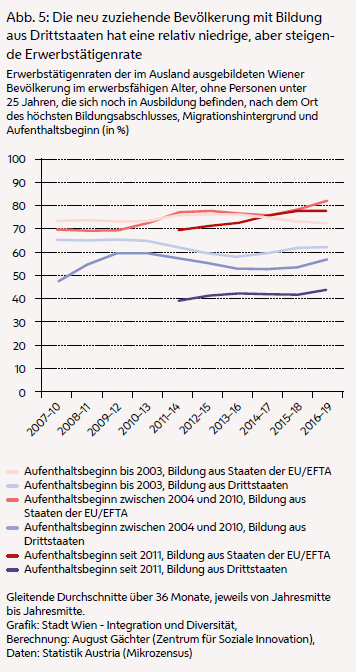 Abb. 5: Die neu zuziehende Bevölkerung mit Bildung
aus Drittstaaten hat eine relativ niedrige, aber steigen-
de Erwerbstätigenrate
Erwerbstätigenraten der im Ausland ausgebildeten Wiener
Bevölkerung im erwerbsfähigen Alter, ohne Personen unter
25 Jahren, die sich noch in Ausbildung befinden, nach dem Ort
des höchsten Bildungsabschlusses, Migrationshintergrund und
Aufenthaltsbeginn (in %)
100
90
80
70
60
50
40
30
20
10
0
2007–10
2008–11
2009–12
2010–13
2011–14
2012–15
2013–16
2014–17
2015–18
2016–19
Aufenthaltsbeginn bis 2003, Bildung aus Staaten der EU/EFTA
Aufenthaltsbeginn bis 2003, Bildung aus Drittstaaten
Aufenthaltsbeginn zwischen 2004 und 2010, Bildung aus
Staaten der EU/EFTA
Aufenthaltsbeginn zwischen 2004 und 2010, Bildung aus
Drittstaaten
Aufenthaltsbeginn seit 2011, Bildung aus Staaten der EU/EFTA
Aufenthaltsbeginn seit 2011, Bildung aus Drittstaaten
Gleitende Durchschnitte über 36 Monate, jeweils von Jahresmitte
bis Jahresmitte.
Grafik: Stadt Wien - Integration und Diversität,
Berechnung: August Gächter (Zentrum für Soziale Innovation),
Daten: Statistik Austria (Mikrozensus)